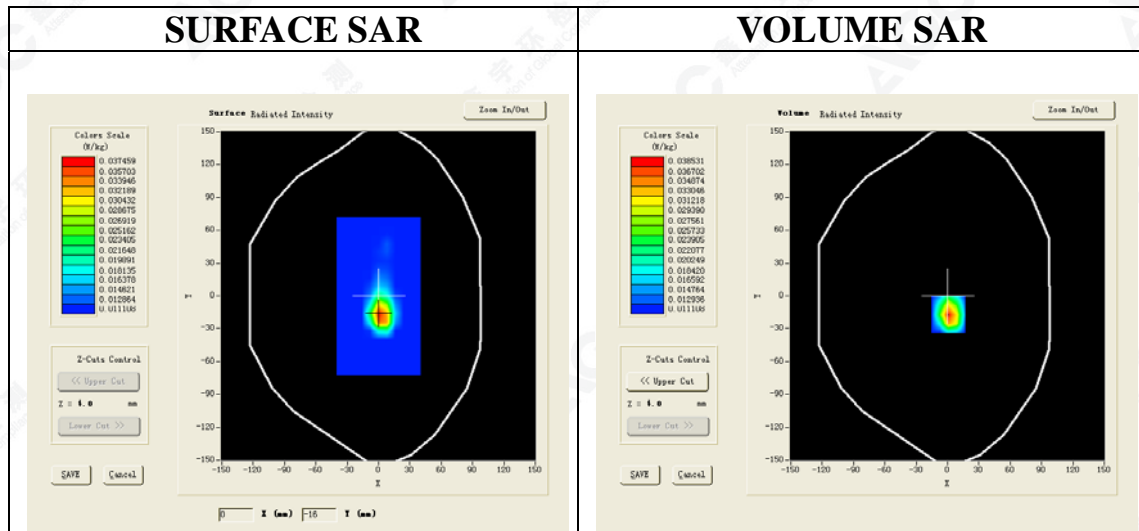 SURFACE SAR
VOLUME SAR
Surface Radiated Intensity
Zoom In/Out
Colors Scale
(W/kg)
0.037459
0.035703
0.033946
0.032189
0.030432
0.028675
0.026919
0.025162
0.023405
0.021648
0.019891
0.018135
0.016378
0.014621
0.012864
0.011108
150
120
90
60
30
0
-30
-60
-90
-120
-150
Y
-150 -120 -90 -60 -30 0 30 60 90 120 150
X
Z-Cuts Control
<< Upper Cut
Z = 4.0 mm
Lower Cut >>
SAVE Cancel
0 X (mm) -16 Y (mm)
Volume Radiated Intensity
Zoom In/Out
Colors Scale
(W/kg)
0.038531
0.036702
0.034874
0.033046
0.031218
0.029390
0.027561
0.025733
0.023905
0.022077
0.020249
0.018420
0.016592
0.014764
0.012936
0.011108
150
120
90
60
30
0
-30
-60
-90
-120
-150
Y
-150 -120 -90 -60 -30 0 30 60 90 120 150
X
Z-Cuts Control
<< Upper Cut
Z = 4.0 mm
Lower Cut >>
SAVE Cancel